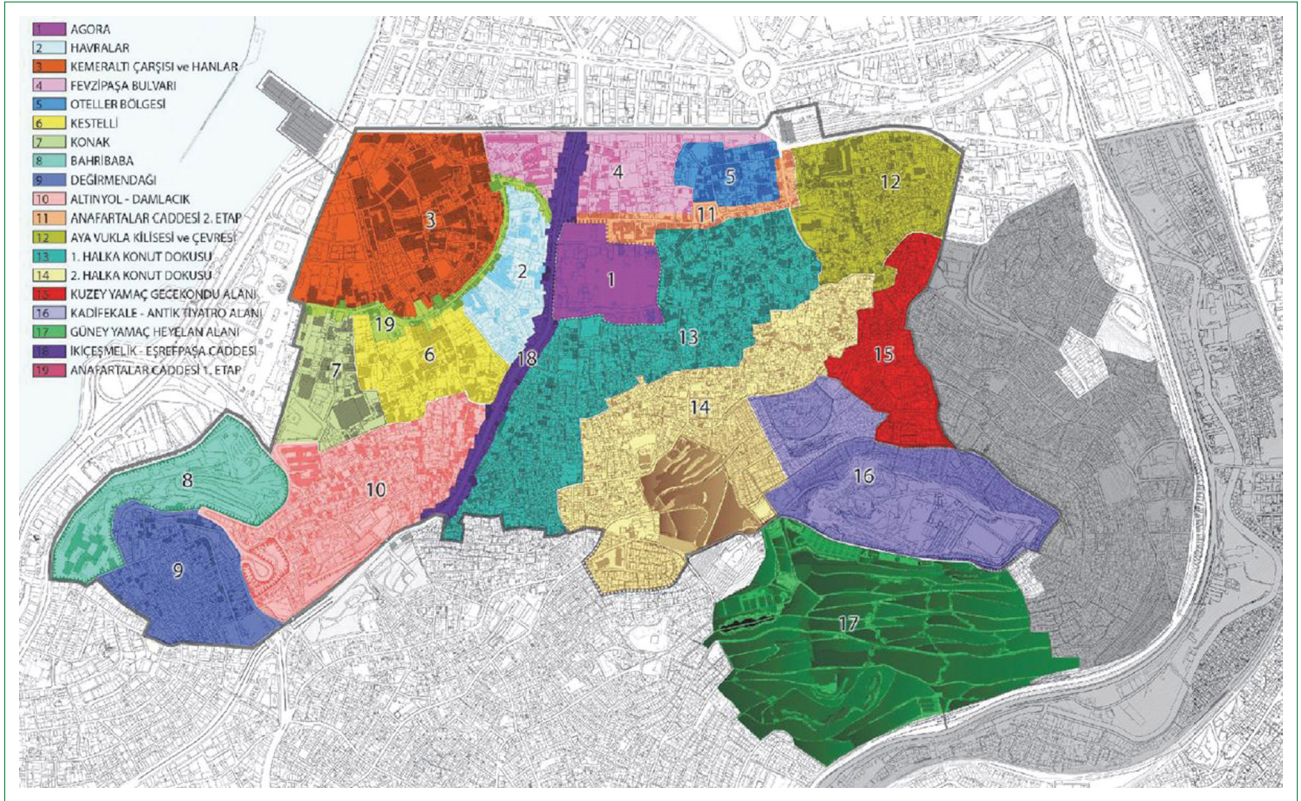 1 AGORA
2 HAVRALAR
3 KEMERALTI ÇARŞISI ve HANLAR
4 FEVZİPAŞA BULVARI
5 OTELLER BÖLGESİ
6 KESTELLİ
7 KONAK
8 BAHRİBABA
9 DEĞİRMENDAĞI
10 ALTINYOL - DAMLACIK
11 ANAFARTALAR CADDESİ 2. ETAP
12 AYA VUKLA KİLİSESİ ve ÇEVRESİ
13 1. HALKA KONUT DOKUSU
14 2. HALKA KONUT DOKUSU
15 KUZEY YAMAÇ GECEKONDU ALANI
16 KADİFEKALE - ANTİK TİYATRO ALANI
17 GÜNEY YAMAÇ HEYELAN ALANI
18 İKİÇEŞMELİK - EŞREFPAŞA CADDESİ
19 ANAFARTALAR CADDESİ 1. ETAP
4
5
12
11
3
2
1
19
13
6
18
7
15
14
16
8
10
9
17